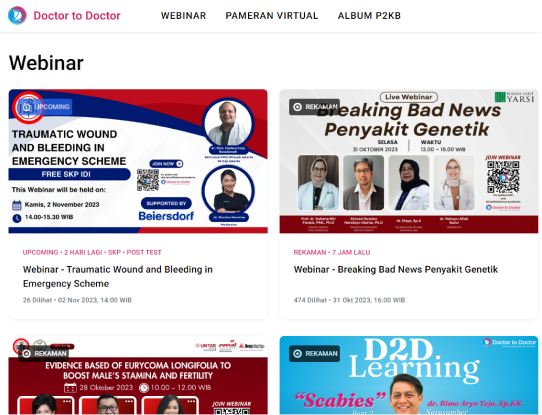 Doctor to Doctor
WEBINAR
PAMERAN VIRTUAL
ALBUM P2KB
Webinar
UPCOMING
TRAUMATIC WOUND
AND BLEEDING IN
EMERGENCY SCHEME
FREE SKP IDI
This Webinar will be held on:
Kamis, 2 November 2023
14.00-15.30 WIB
JOIN NOW
SUPPORTED BY
Beiersdorf
Moderator
UPCOMING • 2 HARI LAGI • SKP • POST TEST
Webinar - Traumatic Wound and Bleeding in
Emergency Scheme
26 Dilihat • 02 Nov 2023, 14:00 WIB
REKAMAN
Live Webinar
YARSI
Breaking Bad News
Penyakit Genetik
SELASA
31 OKTOBER 2023
WAKTU
13.00 – 16.00 WIB
JOIN WEBINAR
Doctor to Doctor
REKAMAN • 7 JAM LALU
Webinar - Breaking Bad News Penyakit Genetik
474 Dilihat • 31 Okt 2023, 16:00 WIB
REKAMAN
UNTAR
EVIDENCE BASED OF EURYCOMA LONGIFOLIA TO
BOOST MALE'S STAMINA AND FERTILITY
28 Oktober 2023
10.00 – 12.00 WIB
JOIN WEBINAR
REKAMAN
Doctor to Doctor
D2D
Learning
"Scabies"
dr. Bimo Aryo Tejo, Sp.KK
Narasumber